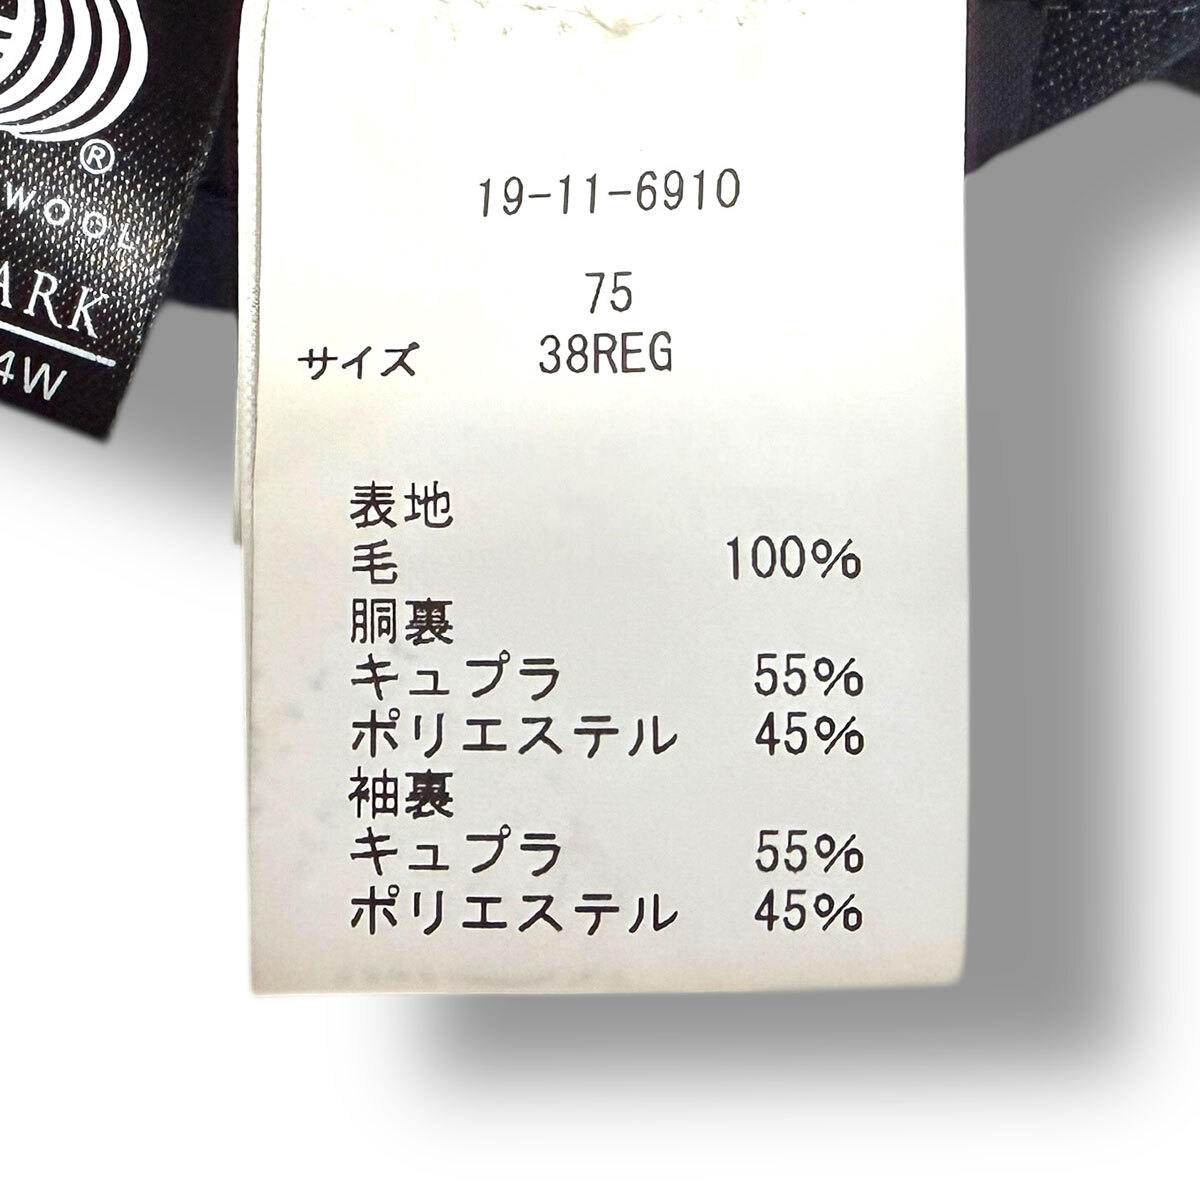 ®
WOOL
ARK
4W
19-11-6910
75
サイズ 38REG
表地
毛 100%
胴裏
キュプラ 55%
ポリエステル 45%
袖裏
キュプラ 55%
ポリエステル 45%